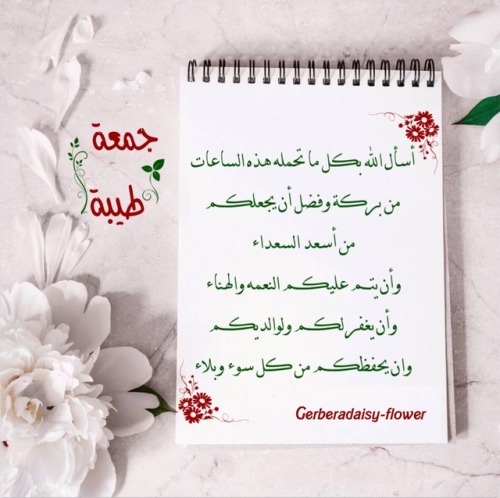 جمعة
طيبة
أسأل الله بكل ما تحمله هذه الساعات
من بركة وفضل أن يجعلكم
من أسعد السعداء
وأن يتم عليكم النعمه والهناء
وأن يغفر لكم ولوالديكم
وان يحفظكم من كل سوء وبلاء
Gerberadaisy-flower